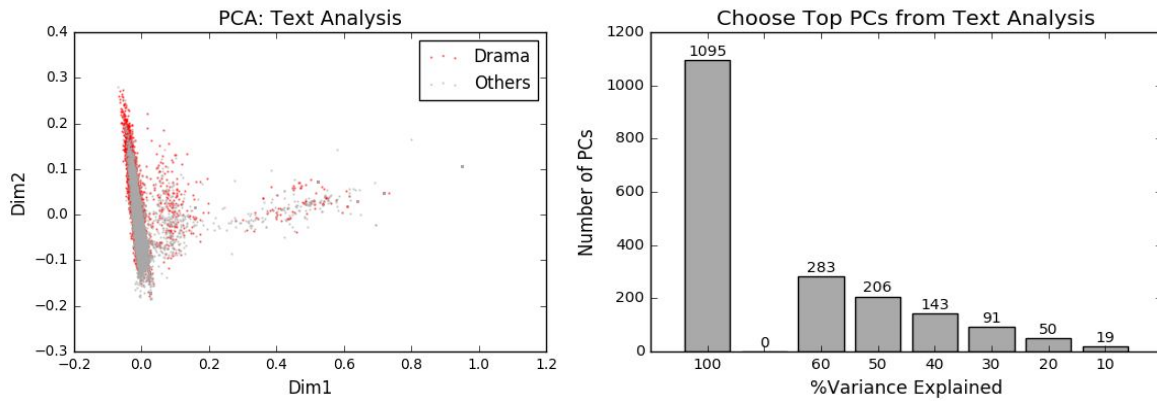 PCA: Text Analysis
0.4
0.3
0.2
0.1
0.0
−0.1
−0.2
−0.3
Dim2
Drama
Others
−0.2 0.0 0.2 0.4 0.6 0.8 1.0 1.2
Dim1
Choose Top PCs from Text Analysis
1200
1000
800
600
400
200
0
Number of PCs
1095 0 283 206 143 91 50 19
100 60 50 40 30 20 10
%Variance Explained